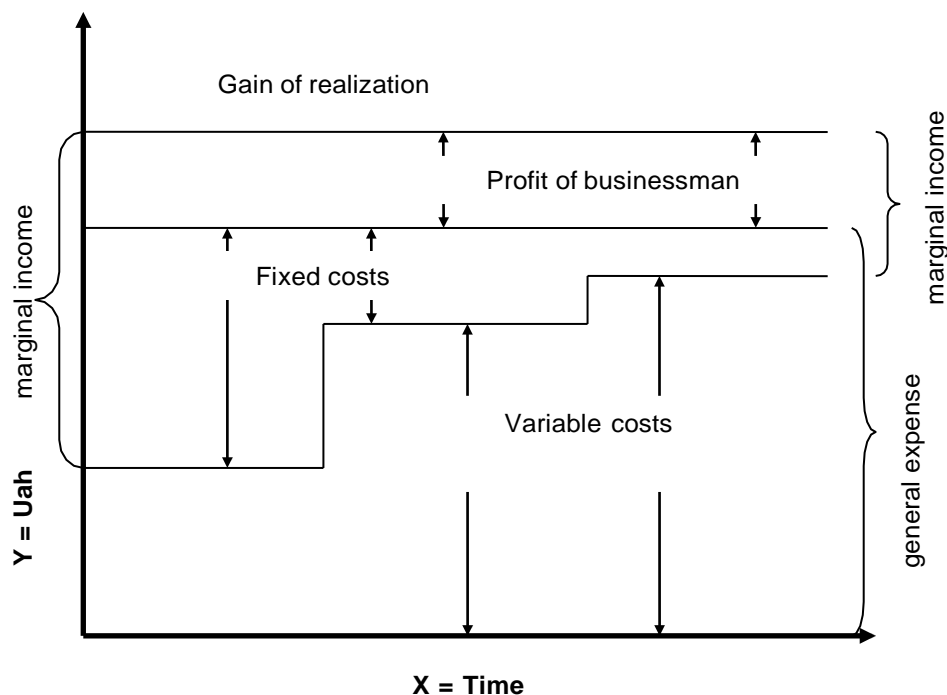 Gain of realization
Profit of businessman
marginal income
marginal income
Fixed costs
Variable costs
general expense
Y = Uah
X = Time